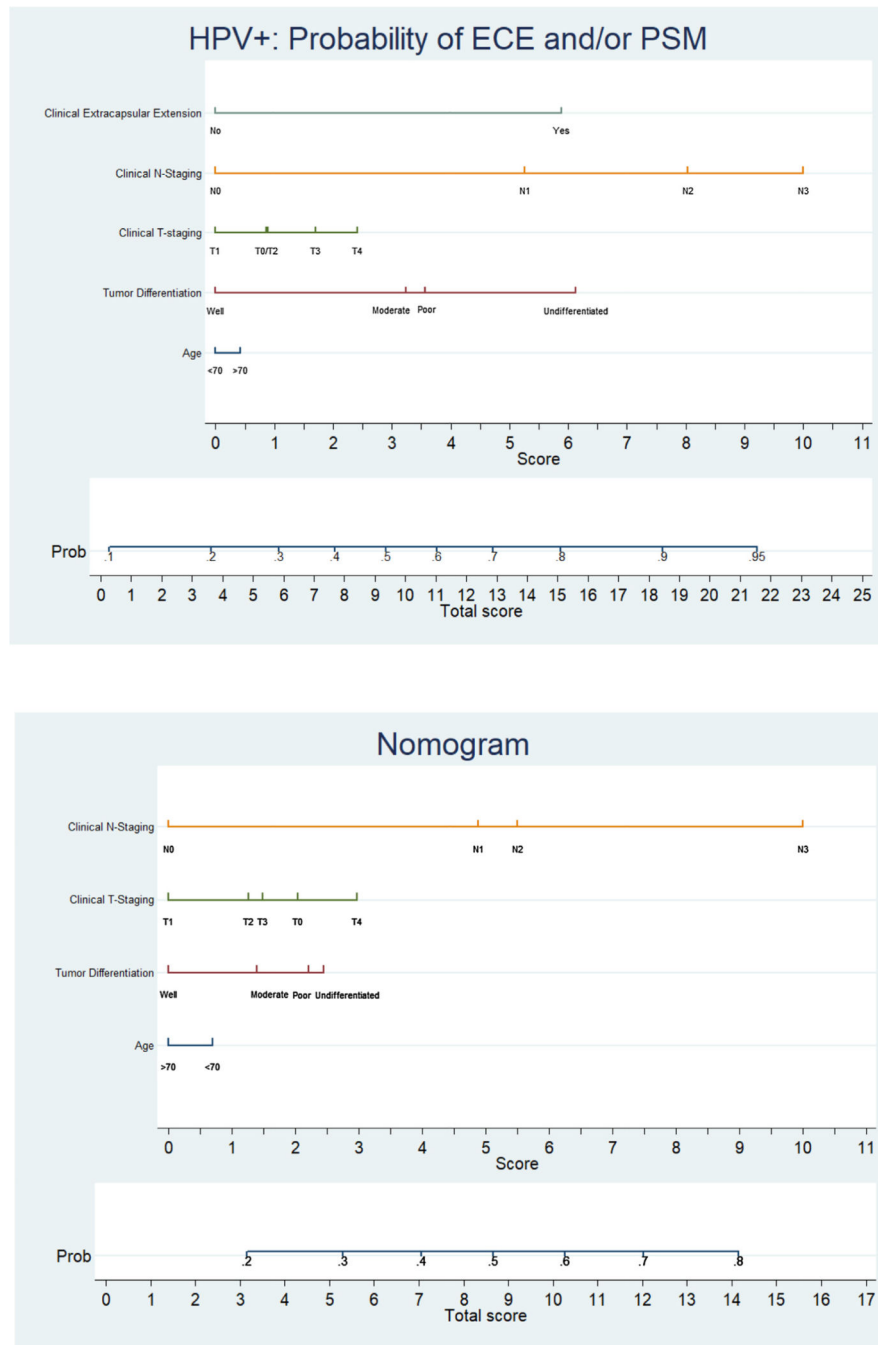 HPV+: Probability of ECE and/or PSM
Clinical Extracapsular Extension
No Yes
Clinical N-Staging
N0 N1 N2 N3
Clinical T-staging
T1 T0/T2 T3 T4
Tumor Differentiation
Well Moderate Poor Undifferentiated
Age
<70 >70
0 1 2 3 4 5 6 7 8 9 10 11
Score
Prob .1 .2 .3 .4 .5 .6 .7 .8 .9 .95
0 1 2 3 4 5 6 7 8 9 10 11 12 13 14 15 16 17 18 19 20 21 22 23 24 25
Total score
Nomogram
Clinical N-Staging
N0 N1 N2 N3
Clinical T-Staging
T1 T2 T3 T0 T4
Tumor Differentiation
Well Moderate Poor Undifferentiated
Age
>70 <70
0 1 2 3 4 5 6 7 8 9 10 11
Score
Prob .2 .3 .4 .5 .6 .7 .8
0 1 2 3 4 5 6 7 8 9 10 11 12 13 14 15 16 17
Total score